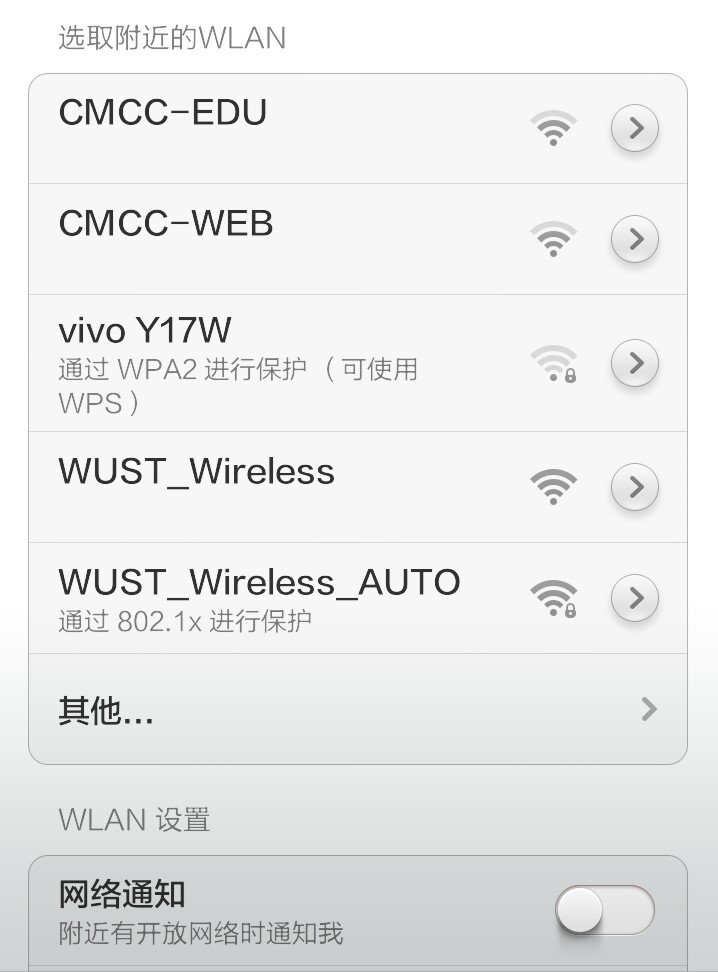 选取附近的WLAN
CMCC-EDU
CMCC-WEB
vivo Y17W
通过 WPA2 进行保护（可使用
WPS）
WUST_Wireless
WUST_Wireless_AUTO
通过 802.1x 进行保护
其他...
WLAN 设置
网络通知
附近有开放网络时通知我